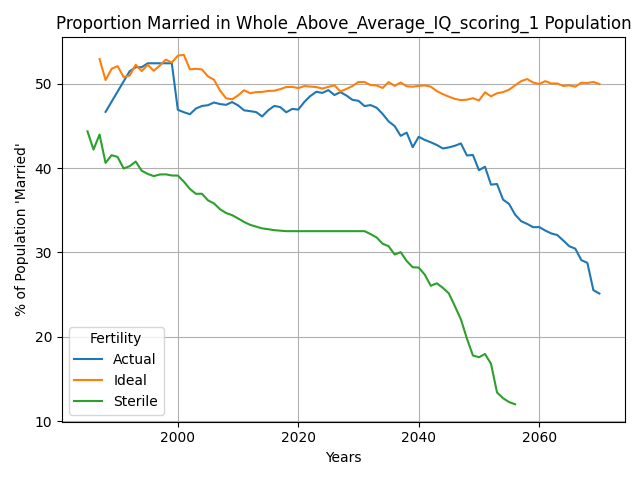 Proportion Married in Whole_Above_Average_IQ_scoring_1 Population
% of Population 'Married'
50
40
30
20
10
Fertility
Actual
Ideal
Sterile
2000 2020 2040 2060
Years